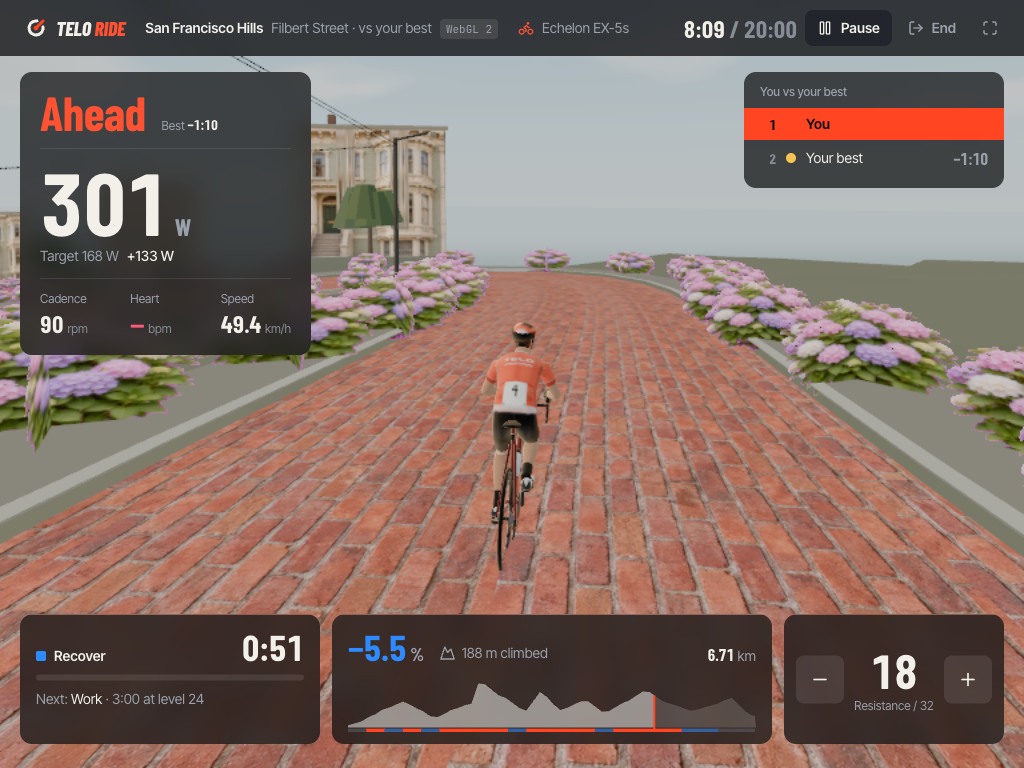 TELO RIDE San Francisco Hills Filbert Street · vs your best WebGL 2 Echelon EX-5s 8:09 / 20:00 Pause End
Ahead Best −1:10
301 W
Target 168 W +133 W
Cadence Heart Speed
90 rpm – bpm 49.4 km/h
You vs your best
1 You
2 Your best −1:10
TELO
4
Recover 0:51
Next: Work · 3:00 at level 24
−5.5 % 188 m climbed 6.71 km
− 18 +
Resistance / 32